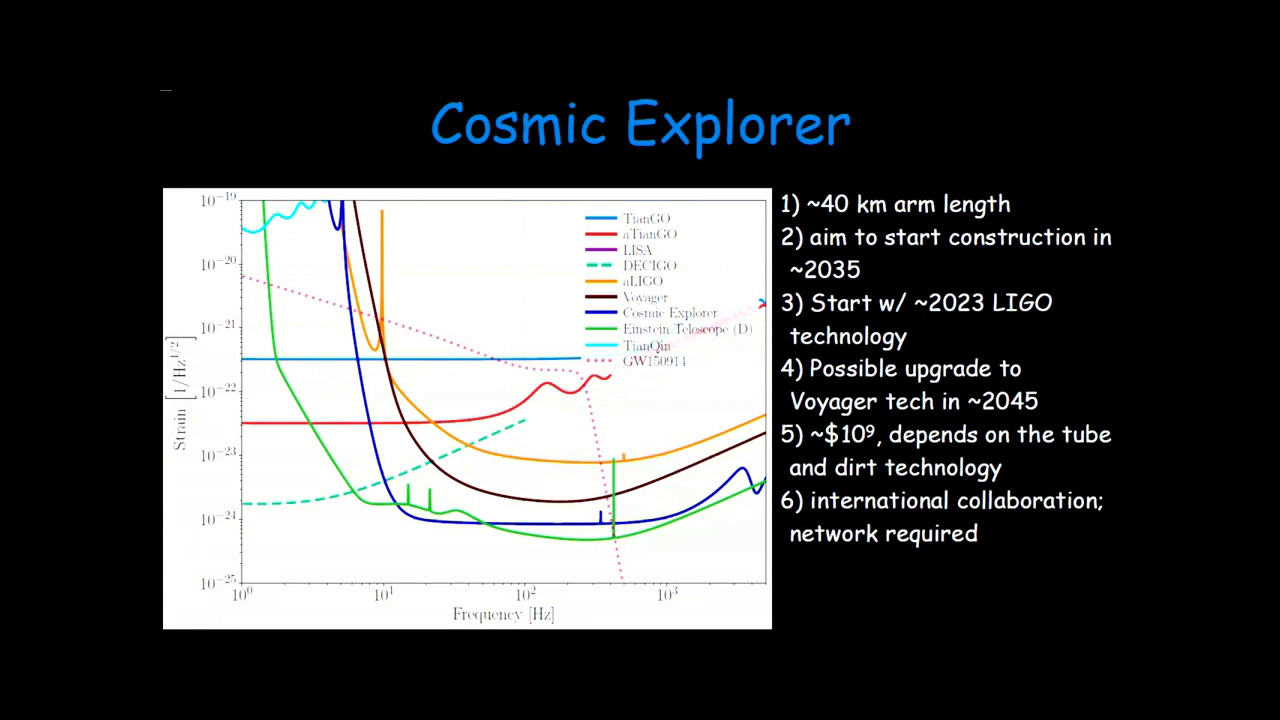 Cosmic Explorer
10⁻¹⁹
10⁻²⁰
10⁻²¹
10⁻²²
10⁻²³
10⁻²⁴
10⁻²⁵
Strain [1/Hz^1/2]
10⁰ 10¹ 10² 10³
Frequency [Hz]
TianGO
aTianGO
LISA
DECIGO
aLIGO
Voyager
Cosmic Explorer
Einstein Telescope (D)
TianQin
GW150914
1) ~40 km arm length
2) aim to start construction in
~2035
3) Start w/ ~2023 LIGO
technology
4) Possible upgrade to
Voyager tech in ~2045
5) ~$10⁹, depends on the tube
and dirt technology
6) international collaboration;
network required